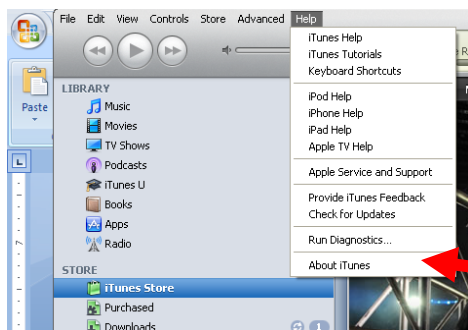 File Edit View Controls Store Advanced Help
iTunes Help
iTunes Tutorials
Keyboard Shortcuts
iPod Help
iPhone Help
iPad Help
Apple TV Help
Apple Service and Support
Provide iTunes Feedback
Check for Updates
Run Diagnostics...
About iTunes
Paste
L
LIBRARY
Music
Movies
TV Shows
Podcasts
iTunes U
Books
Apps
Radio
STORE
iTunes Store
Purchased
Downloads